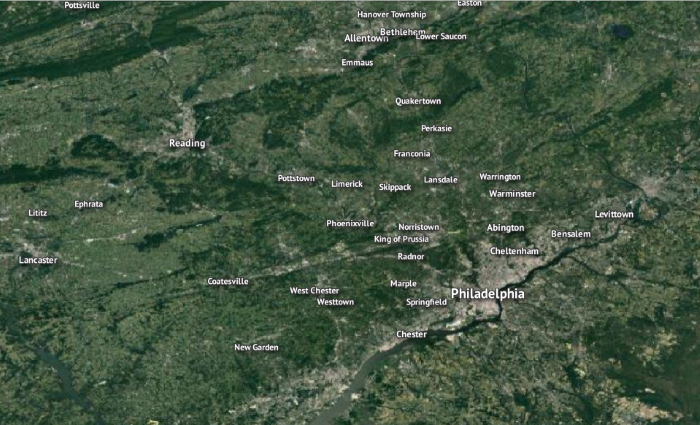 Easton
Pottsville
Hanover Township
Bethlehem
Allentown
Lower Saucon
Emmaus
Quakertown
Perkasie
Reading
Franconia
Pottstown
Limerick
Skippack
Lansdale
Warrington
Warminster
Ephrata
Lititz
Levittown
Phoenixville
Norristown
Abington
Bensalem
King of Prussia
Cheltenham
Radnor
Lancaster
Coatesville
Marple
West Chester
Philadelphia
Westtown
Springfield
Chester
New Garden